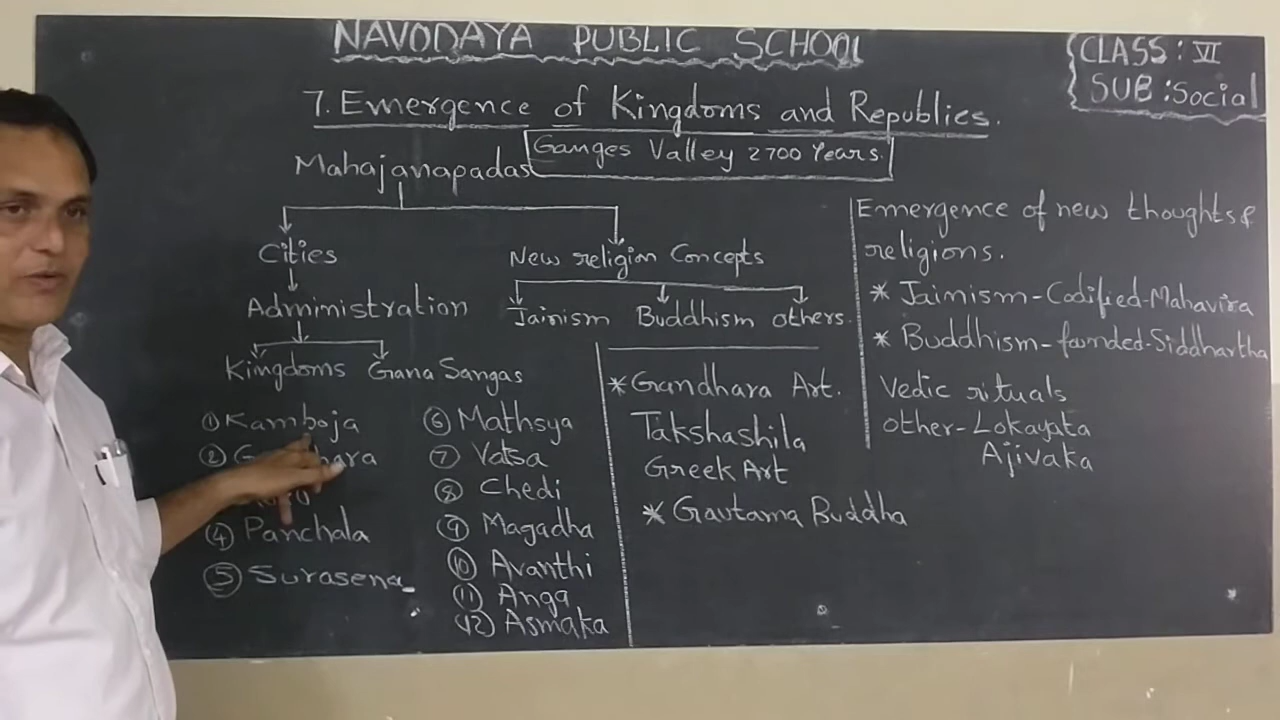 NAVODAYA PUBLIC SCHOOL
CLASS: VI
SUB: Social
7. Emergence of Kingdoms and Republies.
Mahajanapadas
Ganges Valley 2700 Years.
Cities
New religion Concepts
Administration
Jainism Buddhism others.
Kingdoms Gana Sangas
① Kamboja
②
④ Panchala
⑤ Surasena
⑥ Mathsya
⑦ Vatsa
⑧ Chedi
⑨ Magadha
⑩ Avanthi
⑪ Anga
⑫ Asmaka
* Gandhara Art.
Takshashila
Greek Art
* Gautama Buddha
Emergence of new thoughts &
religions.
* Jainism-Codified-Mahavira
* Buddhism-founded-Siddhartha
Vedic rituals
other-Lokayata
Ajivaka